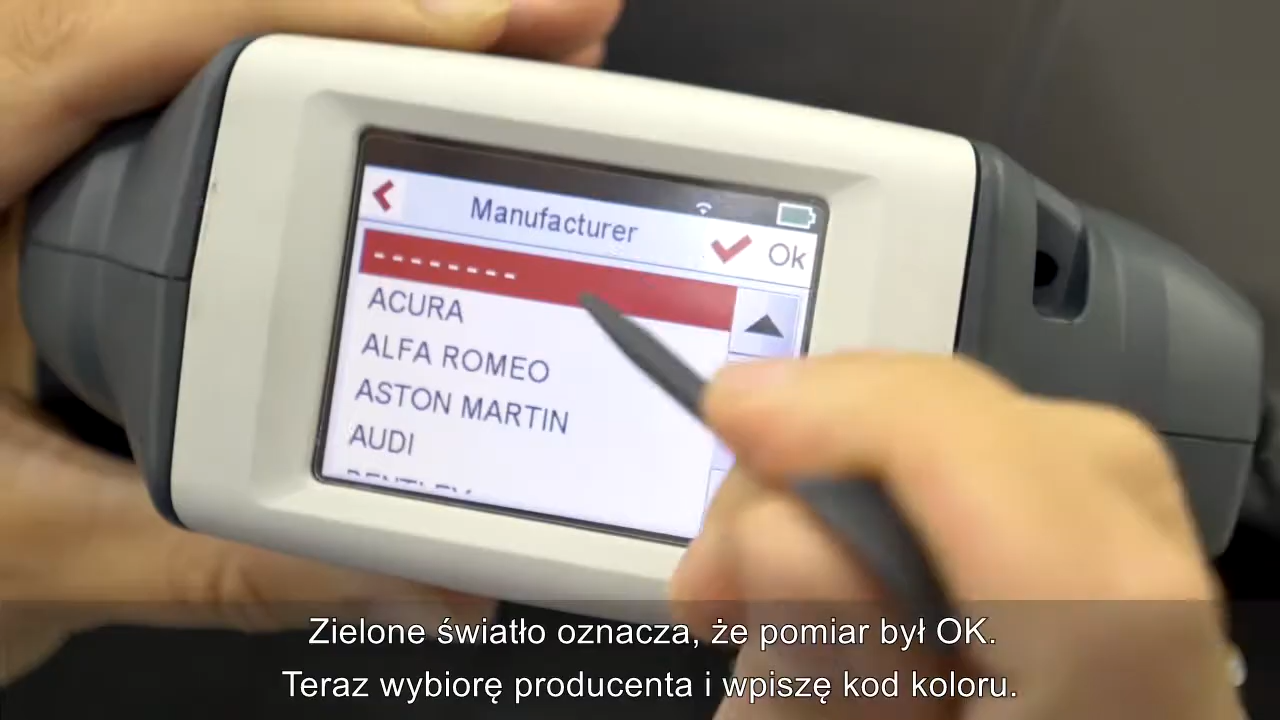 Manufacturer
Ok
--------
ACURA
ALFA ROMEO
ASTON MARTIN
AUDI
BENTLEY
Zielone światło oznacza, że pomiar był OK.
Teraz wybiorę producenta i wpiszę kod koloru.